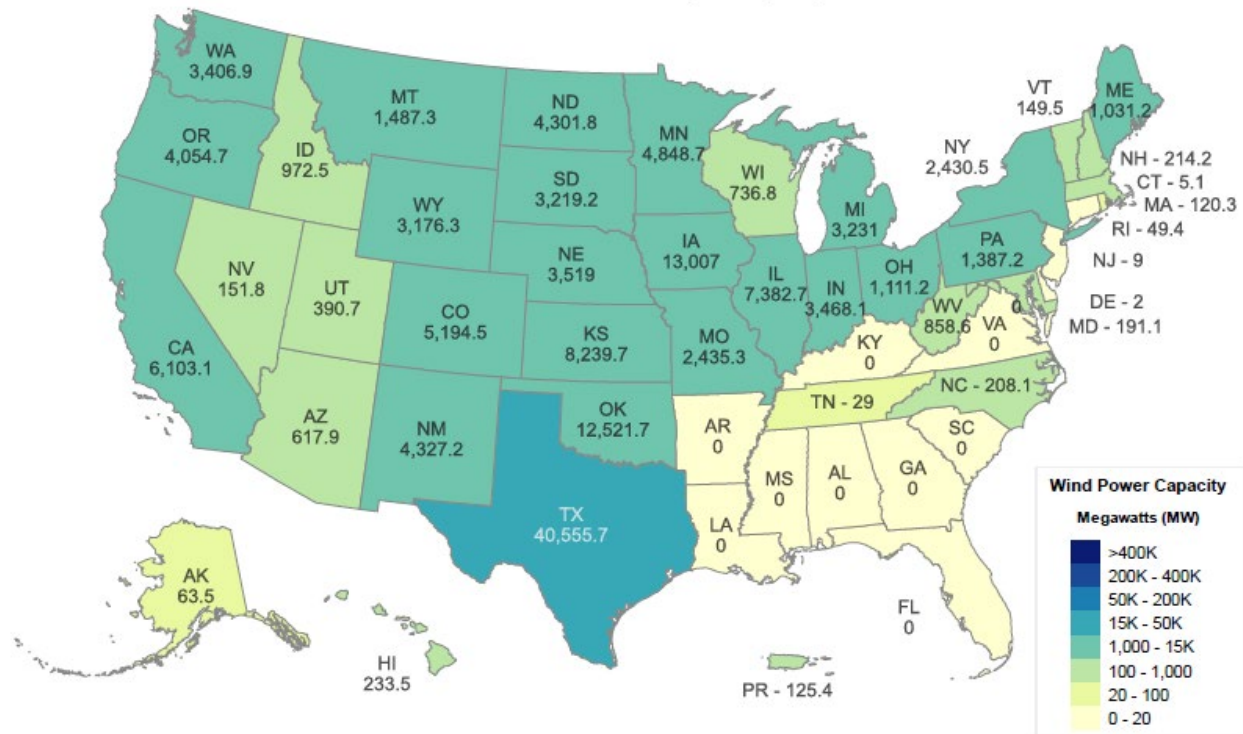 WA
3,406.9
MT
1,487.3
ND
4,301.8
MN
4,848.7
VT
149.5
ME
1,031.2
OR
4,054.7
ID
972.5
SD
3,219.2
WI
736.8
NY
2,430.5
NH - 214.2
CT - 5.1
MA - 120.3
RI - 49.4
WY
3,176.3
MI
3,231
NE
3,519
IA
13,007
PA
1,387.2
NJ - 9
NV
151.8
UT
390.7
CO
5,194.5
IL
7,382.7
IN
3,468.1
OH
1,111.2
WV
858.6
0
DE - 2
MD - 191.1
CA
6,103.1
KS
8,239.7
MO
2,435.3
KY
0
VA
0
AZ
617.9
NM
4,327.2
OK
12,521.7
TN - 29
NC - 208.1
AR
0
SC
0
MS
0
AL
0
GA
0
TX
40,555.7
LA
0
FL
0
AK
63.5
HI
233.5
PR - 125.4
Wind Power Capacity
Megawatts (MW)
>400K
200K - 400K
50K - 200K
15K - 50K
1,000 - 15K
100 - 1,000
20 - 100
0 - 20